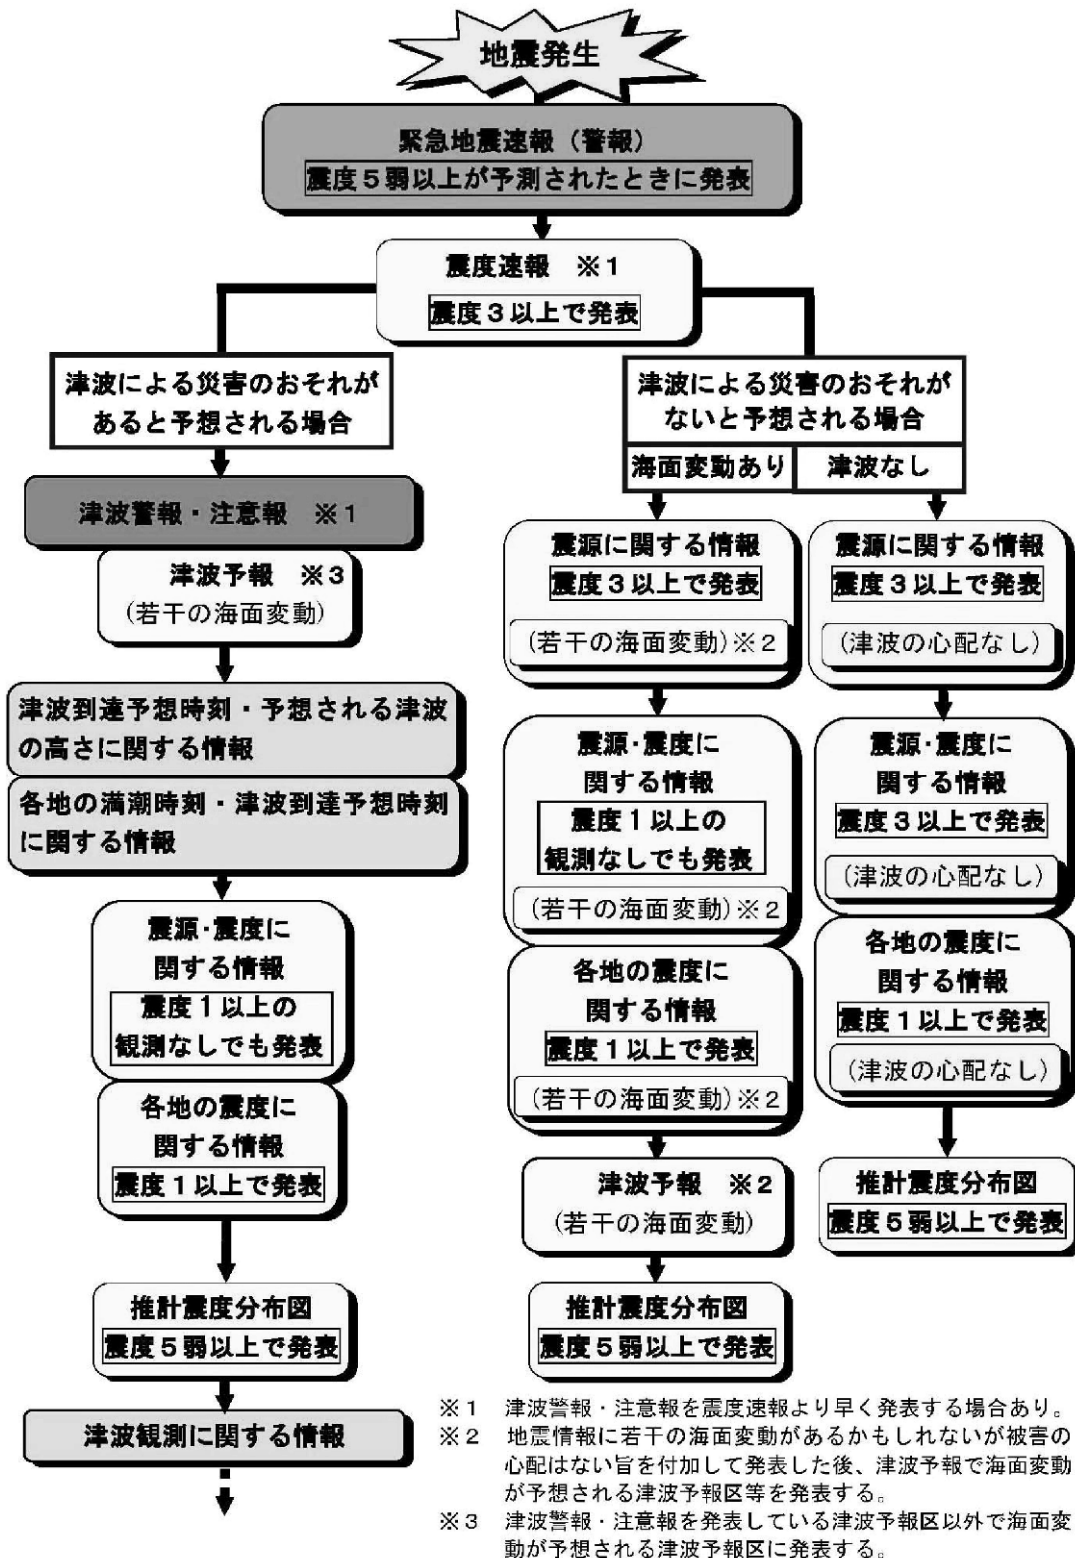 地震発生
緊急地震速報（警報）
震度５弱以上が予測されたときに発表
震度速報　※１
震度３以上で発表
津波による災害のおそれが
あると予想される場合
津波警報・注意報　※１
津波予報　※３
(若干の海面変動)
津波到達予想時刻・予想される津波
の高さに関する情報
各地の満潮時刻・津波到達予想時刻
に関する情報
震源･震度に
関する情報
震度１以上の
観測なしでも発表
各地の震度に
関する情報
震度１以上で発表
推計震度分布図
震度５弱以上で発表
津波観測に関する情報
津波による災害のおそれが
ないと予想される場合
海面変動あり
津波なし
震源に関する情報
震度３以上で発表
(若干の海面変動)※２
震源･震度に
関する情報
震度１以上の
観測なしでも発表
(若干の海面変動)※２
各地の震度に
関する情報
震度１以上で発表
(若干の海面変動)※２
津波予報　※２
(若干の海面変動)
推計震度分布図
震度５弱以上で発表
震源に関する情報
震度３以上で発表
(津波の心配なし)
震源･震度に
関する情報
震度３以上で発表
(津波の心配なし)
各地の震度に
関する情報
震度１以上で発表
(津波の心配なし)
推計震度分布図
震度５弱以上で発表
※１　津波警報・注意報を震度速報より早く発表する場合あり。
※２　地震情報に若干の海面変動があるかもしれないが被害の
心配はない旨を付加して発表した後、津波予報で海面変動
が予想される津波予報区等を発表する。
※３　津波警報・注意報を発表している津波予報区以外で海面変
動が予想される津波予報区に発表する。